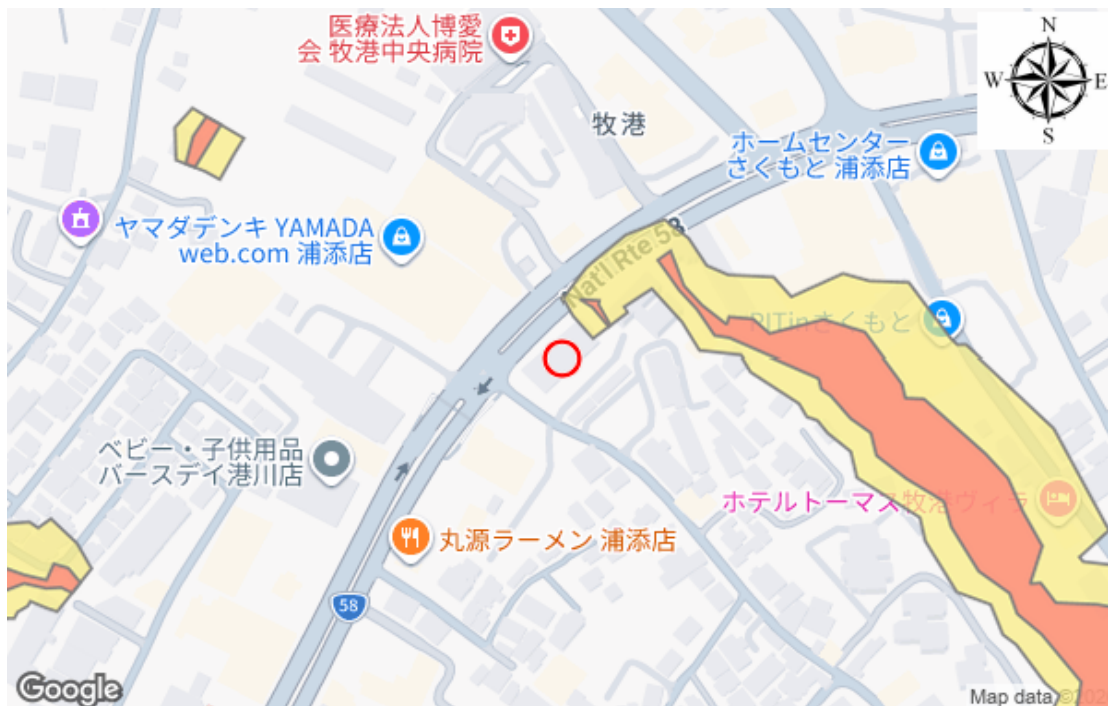 医療法人博愛
会 牧港中央病院
N
W
E
S
牧港
ホームセンター
さくもと 浦添店
ヤマダデンキ YAMADA
web.com 浦添店
Nat'l Rte 58
PITinさくもと
ベビー・子供用品
バースデイ港川店
ホテルトーマス牧港ヴィラ
丸源ラーメン 浦添店
58
Google
Map data